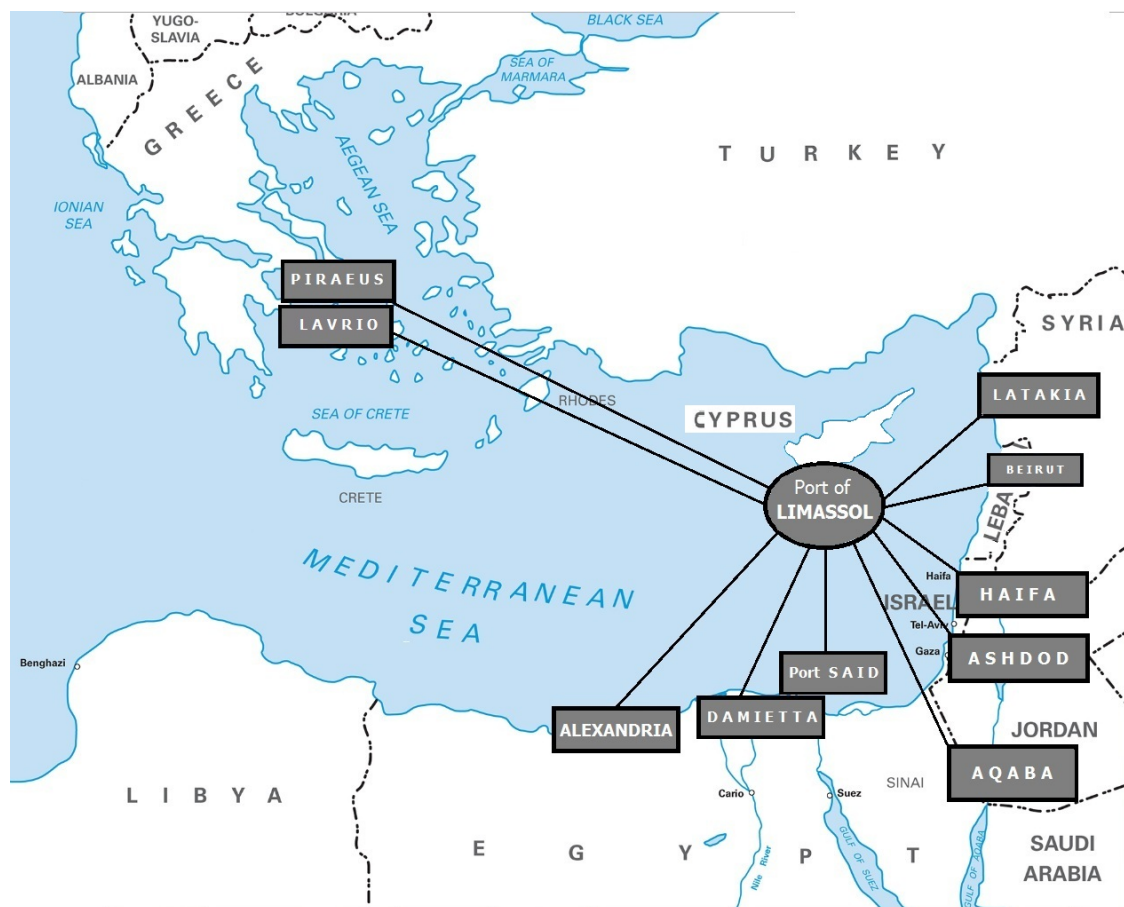 BLACK SEA
YUGO-
SLAVIA
SEA OF
MARMARA
ALBANIA
GREECE
TURKEY
AEGEAN SEA
IONIAN
SEA
PIRAEUS
LAVRIO
SYRIA
RHODES
LATAKIA
SEA OF CRETE
CYPRUS
BEIRUT
Port of
LIMASSOL
CRETE
LEBA
MEDITERRANEAN
SEA
Haifa
HAIFA
ISRAEL
Tel-Aviv
Gaza
ASHDOD
Benghazi
Port SAID
DAMIETTA
ALEXANDRIA
JORDAN
AQABA
SINAI
LIBYA
Cario
Suez
EGYPT
Nile River
GULF OF SUEZ
GULF OF AQABA
SAUDI
ARABIA